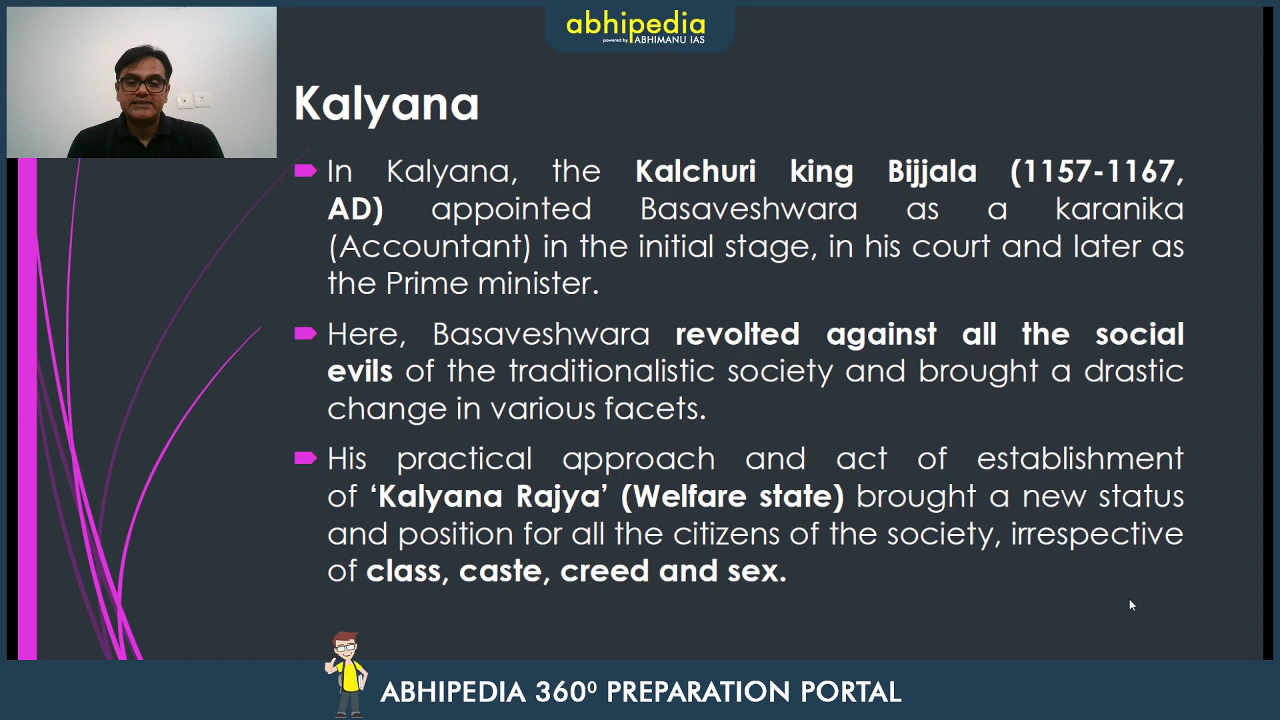 abhipedia
powered by ABHIMANU IAS
Kalyana
In Kalyana, the Kalchuri king Bijjala (1157-1167,
AD) appointed Basaveshwara as a karanika
(Accountant) in the initial stage, in his court and later as
the Prime minister.
Here, Basaveshwara revolted against all the social
evils of the traditionalistic society and brought a drastic
change in various facets.
His practical approach and act of establishment
of ‘Kalyana Rajya’ (Welfare state) brought a new status
and position for all the citizens of the society, irrespective
of class, caste, creed and sex.
ABHIPEDIA 360⁰ PREPARATION PORTAL